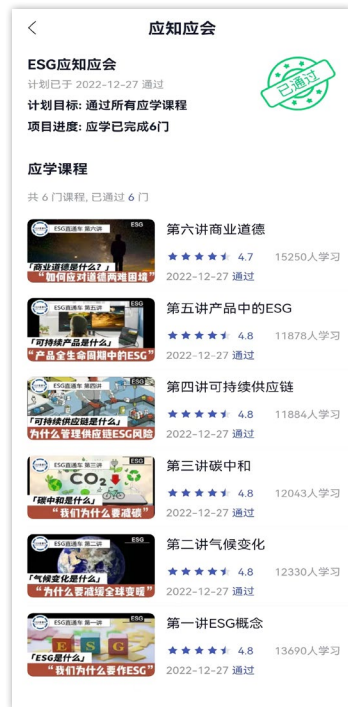 应知应会
ESG应知应会
计划已于 2022-12-27 通过
计划目标: 通过所有应学课程
项目进度: 应学已完成6门
已通过
应学课程
共 6 门课程, 已通过 6 门
ESG直通车 第六讲
ESG
「商业道德是什么？」
“如何应对道德两难困境”
第六讲商业道德
4.7 15250人学习
2022-12-27 通过
ESG直通车 第五讲
ESG
「可持续产品是什么」
“产品全生命周期中的ESG”
第五讲产品中的ESG
4.8 11878人学习
2022-12-27 通过
ESG直通车 第四讲
ESG
「可持续供应链是什么」
为什么管理供应链ESG风险
第四讲可持续供应链
4.8 11884人学习
2022-12-27 通过
ESG直通车 第三讲
ESG
CO₂
「碳中和是什么」
“我们为什么要减碳”
第三讲碳中和
4.8 12043人学习
2022-12-27 通过
ESG直通车 第二讲
ESG
「气候变化是什么」
“为什么要减缓全球变暖”
第二讲气候变化
4.8 12330人学习
2022-12-27 通过
ESG直通车 第一讲
ESG
E S G
「ESG是什么」
“我们为什么要作ESG”
第一讲ESG概念
4.8 13690人学习
2022-12-27 通过